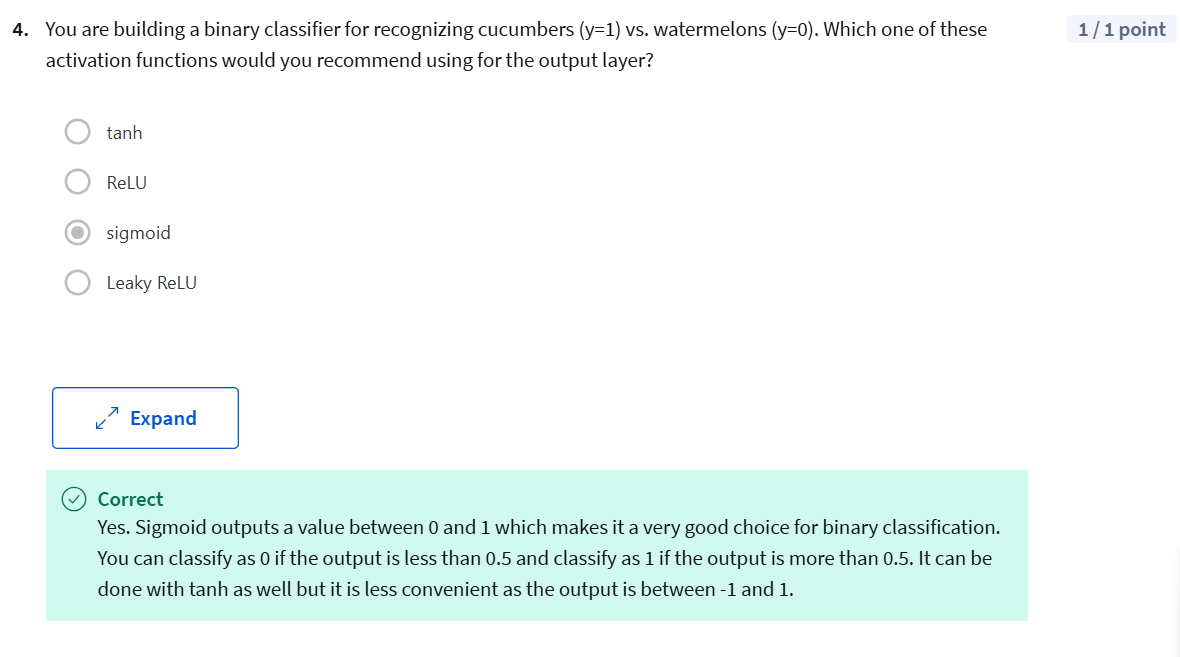 4. You are building a binary classifier for recognizing cucumbers (y=1) vs. watermelons (y=0). Which one of these
1 / 1 point
activation functions would you recommend using for the output layer?
tanh
ReLU
sigmoid
Leaky ReLU
Expand
Correct
Yes. Sigmoid outputs a value between 0 and 1 which makes it a very good choice for binary classification.
You can classify as 0 if the output is less than 0.5 and classify as 1 if the output is more than 0.5. It can be
done with tanh as well but it is less convenient as the output is between -1 and 1.